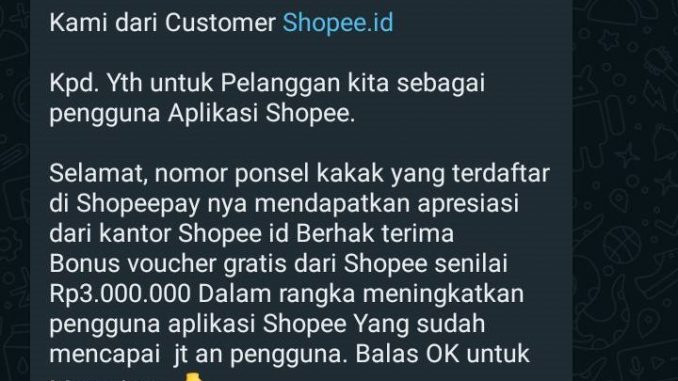 Kami dari Customer Shopee.id
Kpd. Yth untuk Pelanggan kita sebagai
pengguna Aplikasi Shopee.
Selamat, nomor ponsel kakak yang terdaftar
di Shopeepay nya mendapatkan apresiasi
dari kantor Shopee id Berhak terima
Bonus voucher gratis dari Shopee senilai
Rp3.000.000 Dalam rangka meningkatkan
pengguna aplikasi Shopee Yang sudah
mencapai  jt an pengguna. Balas OK untuk